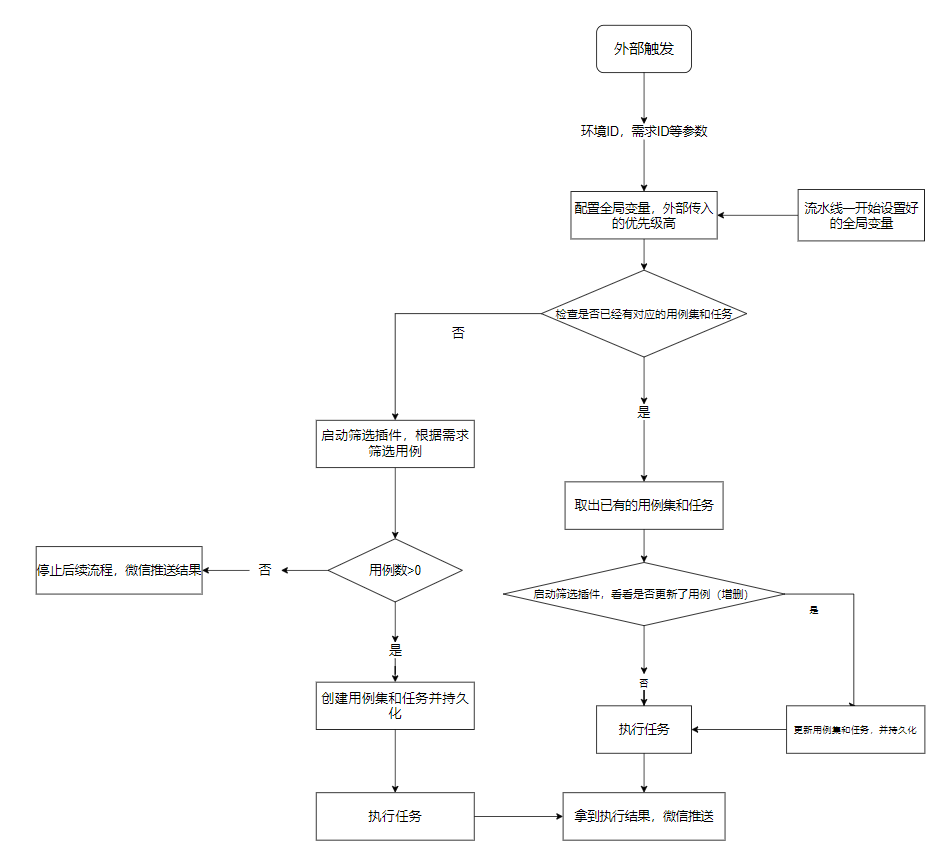 外部触发
环境ID，需求ID等参数
配置全局变量，外部传入
的优先级高
流水线一开始设置好
的全局变量
检查是否已经有对应的用例集和任务
否
是
启动筛选插件，根据需求
筛选用例
取出已有的用例集和任务
停止后续流程，微信推送结果
否
用例数>0
启动筛选插件，看看是否更新了用例（增删）
是
是
否
创建用例集和任务并持久
化
执行任务
更新用例集和任务，并持久化
执行任务
拿到执行结果，微信推送